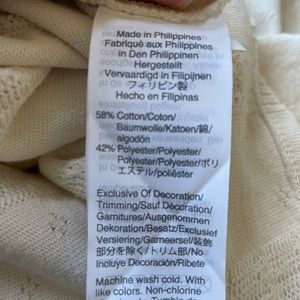 Made in Philippines
Fabriqué aux Philippines
in Den Philippinen
Hergestellt
Vervaardigd in Filipijnen
フィリピン製
Hecho en Filipinas
58% Cotton/Coton/
Baumwolle/Katoen/綿/
algodón
42% Polyester/Polyester/
Polyester/Polyester/ポリ
エステル/poliéster
Exclusive Of Decoration/
Trimming/Sauf Décoration/
Garnitures/Ausgenommen
Dekoration/Besatz/Exclusief
Versiering/Garneersel/装飾
部分を除く/トリム部/No
Incluye Decoración/Ribete
Machine wash cold. With
like colors. Non-chlorine